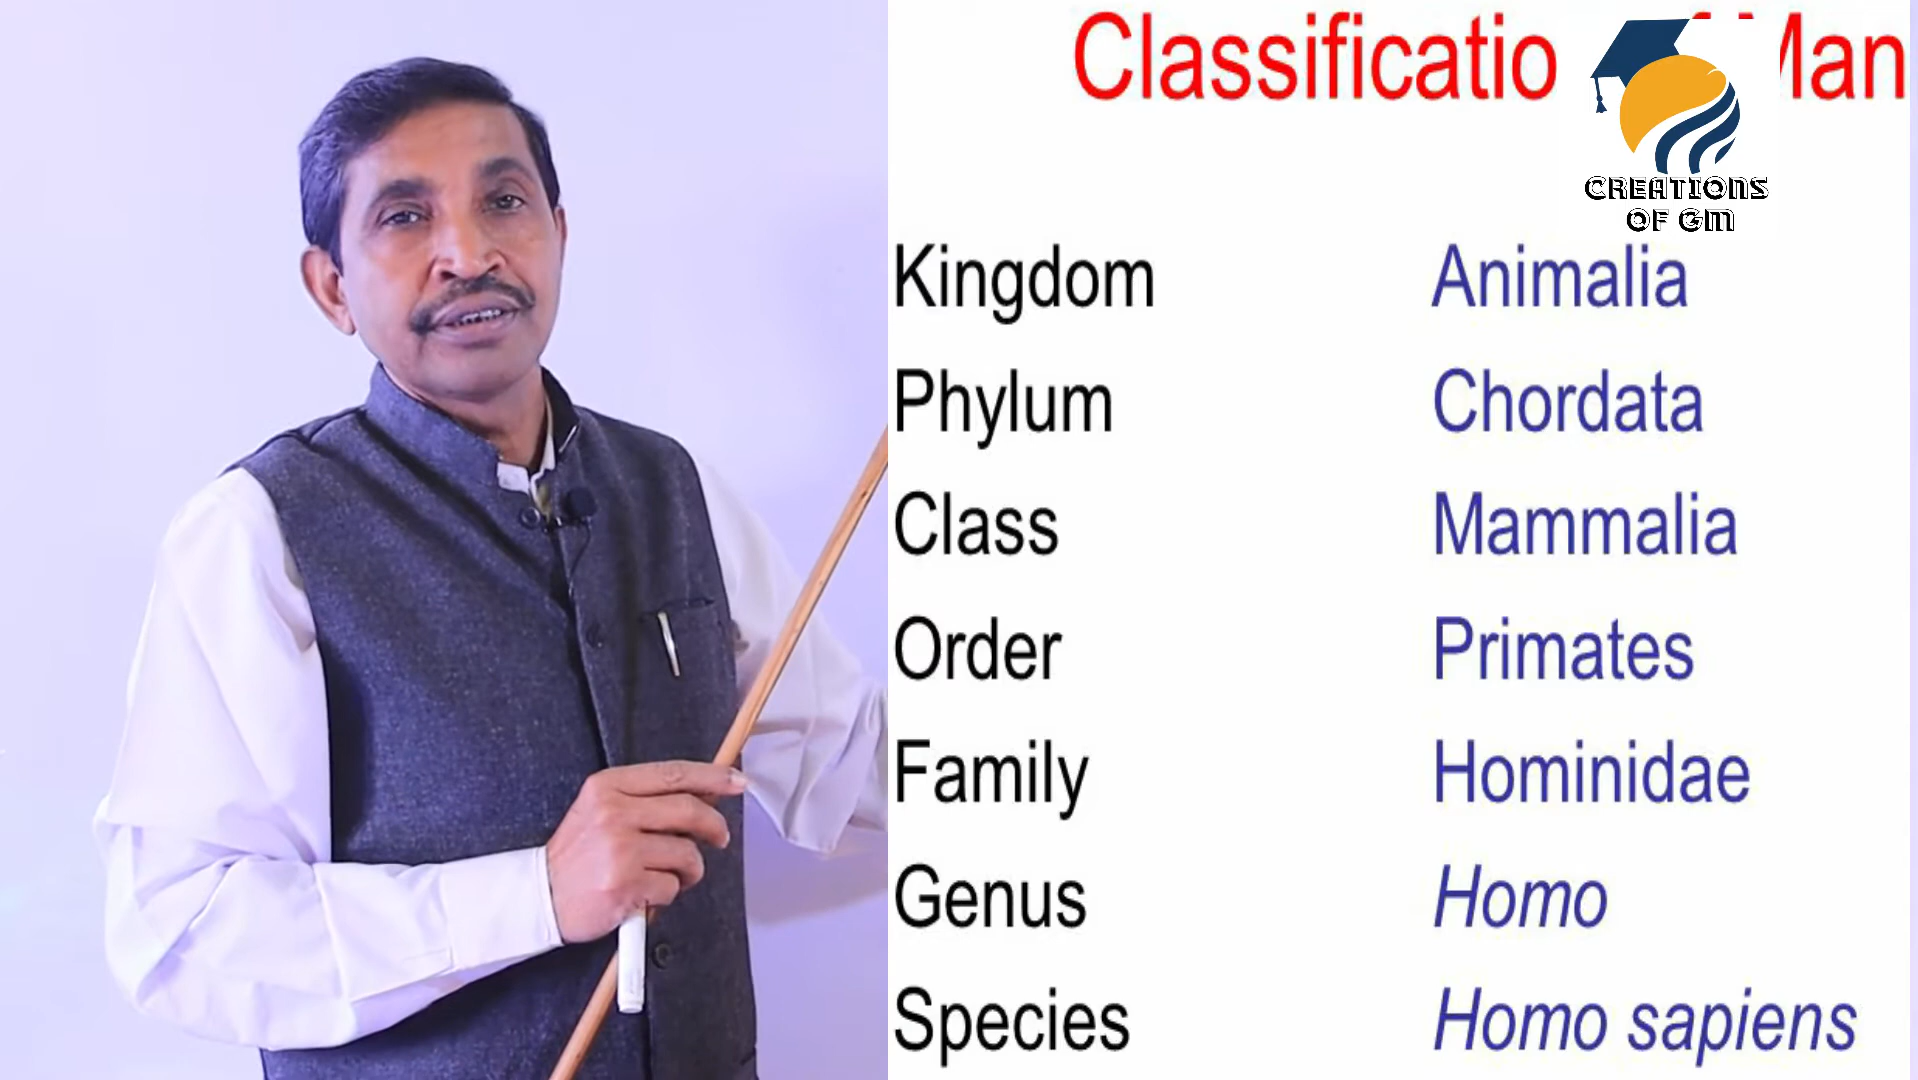 Classificatio Man
CREATIONS
OF GM
Kingdom Animalia
Phylum Chordata
Class Mammalia
Order Primates
Family Hominidae
Genus Homo
Species Homo sapiens